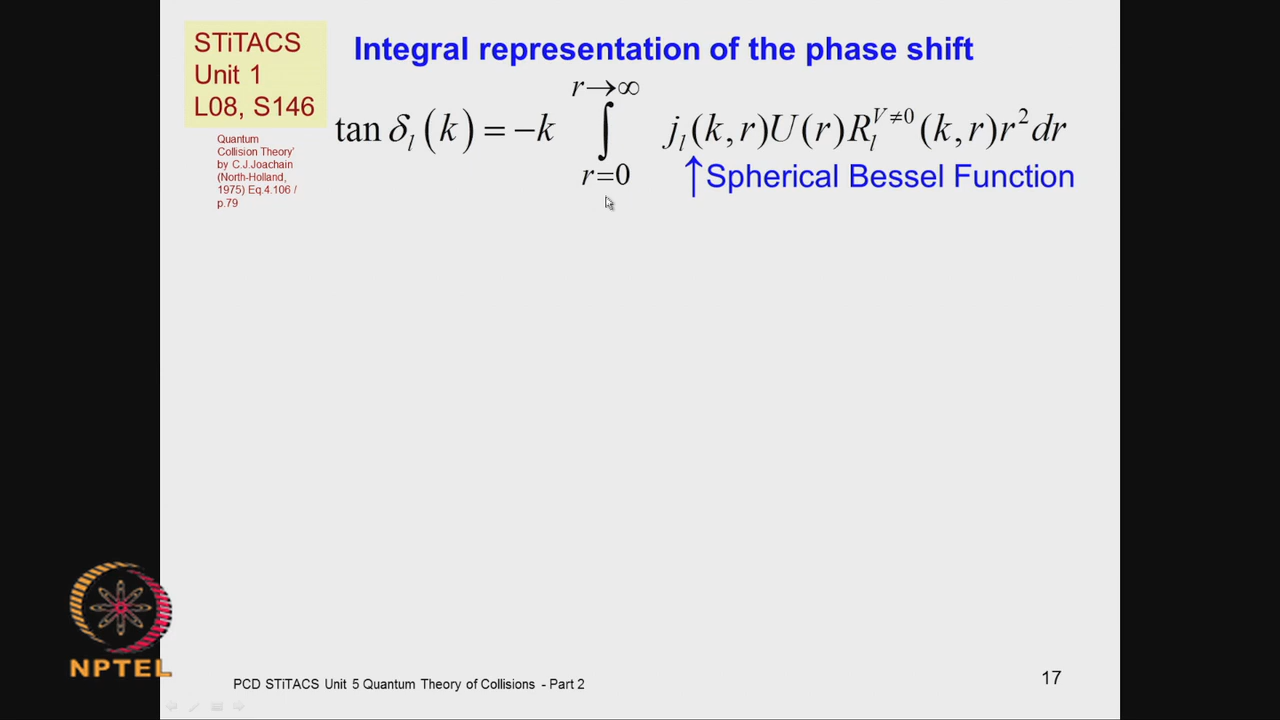 STiTACS
Unit 1
L08, S146
Integral representation of the phase shift
tan δ_l (k) = −k ∫_{r=0}^{r→∞} j_l (k, r)U(r)R_l^{V≠0} (k, r)r² dr
↑Spherical Bessel Function
Quantum
Collision Theory’
by C.J.Joachain
(North-Holland,
1975) Eq.4.106 /
p.79
NPTEL
PCD STiTACS Unit 5 Quantum Theory of Collisions - Part 2
17